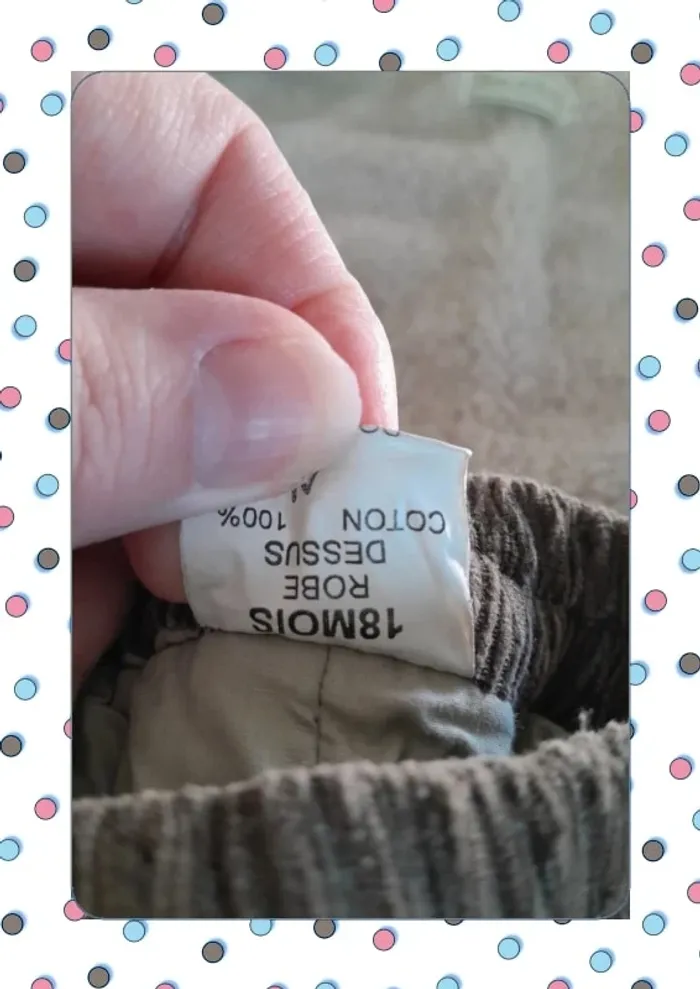 18MOIS
ROBE
DESSUS
COTON 100%